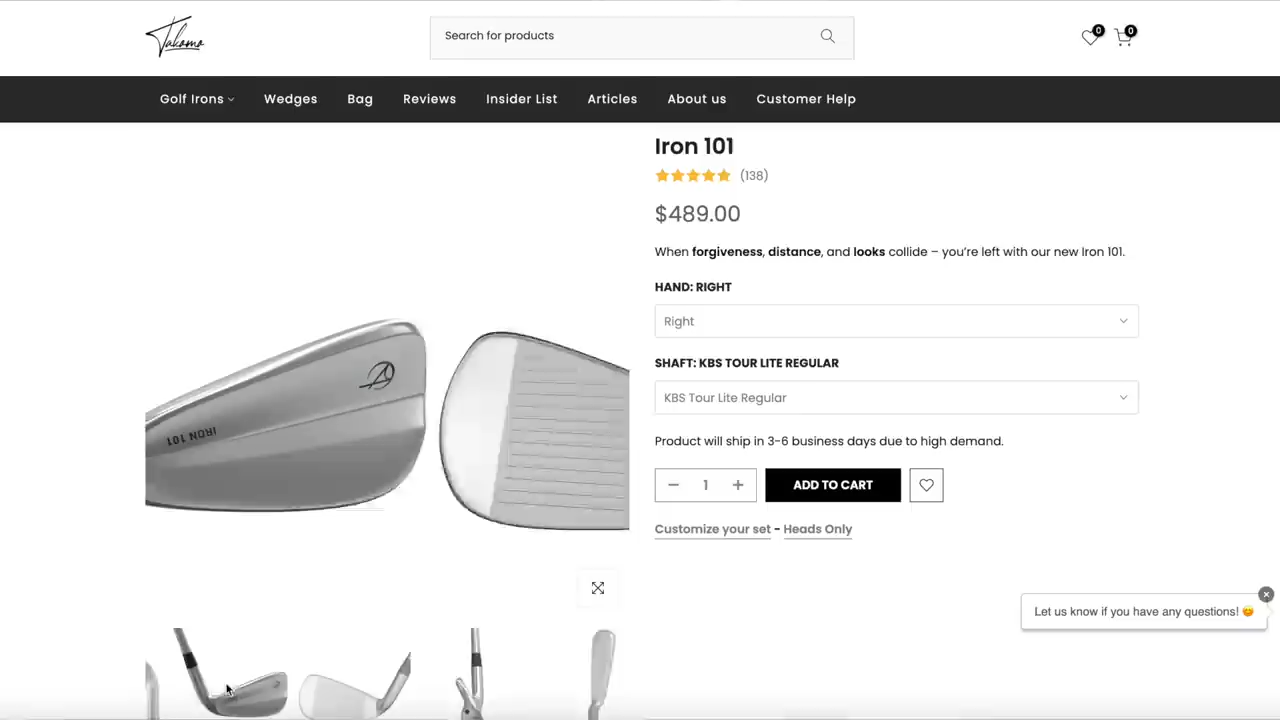 Takomo
Search for products
0
0
Golf Irons
Wedges
Bag
Reviews
Insider List
Articles
About us
Customer Help
Iron 101
(138)
$489.00
When forgiveness, distance, and looks collide – you're left with our new Iron 101.
HAND: RIGHT
Right
SHAFT: KBS TOUR LITE REGULAR
KBS Tour Lite Regular
Product will ship in 3-6 business days due to high demand.
1
ADD TO CART
Customize your set - Heads Only
IRON 101
Let us know if you have any questions! 😊